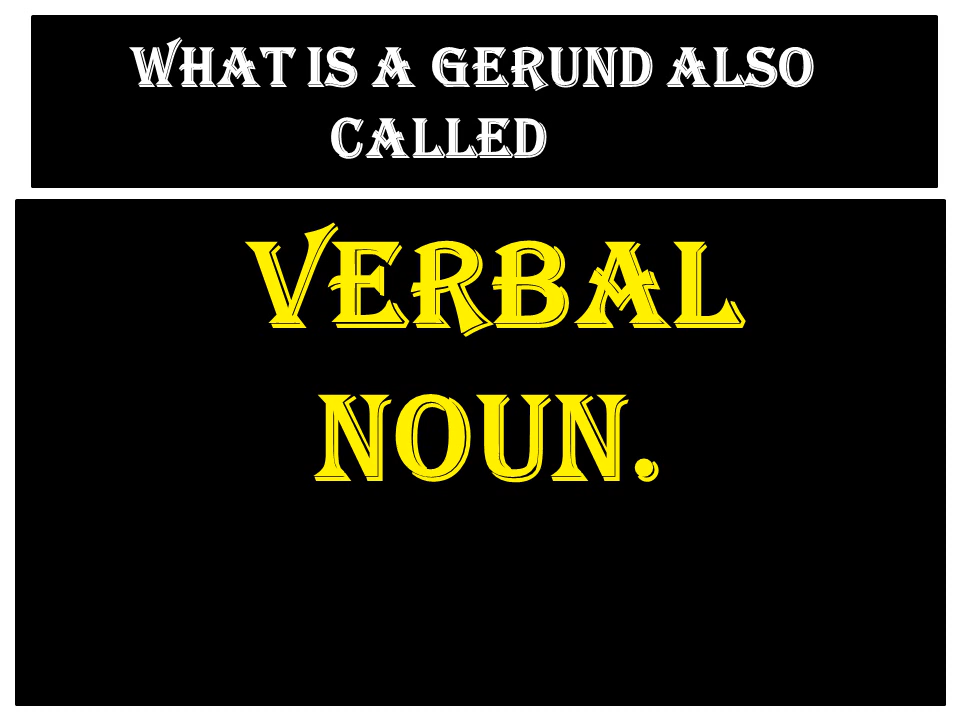 WHAT IS A GERUND ALSO
CALLED
VERBAL
NOUN.